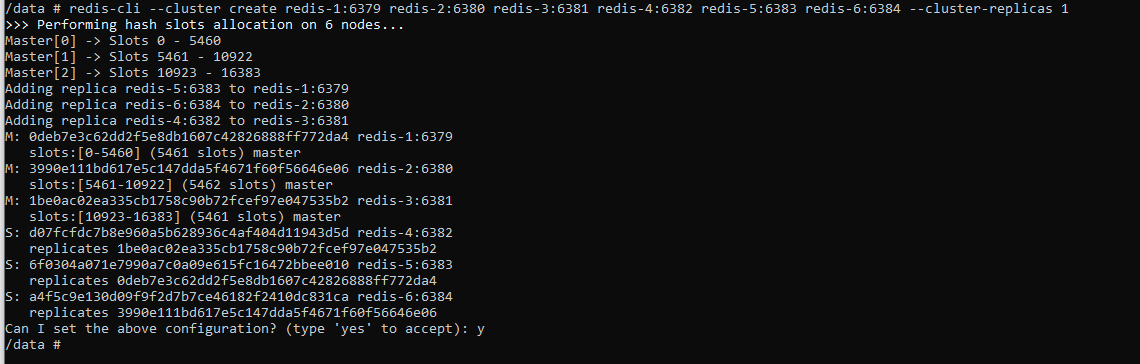 /data # redis-cli --cluster create redis-1:6379 redis-2:6380 redis-3:6381 redis-4:6382 redis-5:6383 redis-6:6384 --cluster-replicas 1
>>> Performing hash slots allocation on 6 nodes...
Master[0] -> Slots 0 - 5460
Master[1] -> Slots 5461 - 10922
Master[2] -> Slots 10923 - 16383
Adding replica redis-5:6383 to redis-1:6379
Adding replica redis-6:6384 to redis-2:6380
Adding replica redis-4:6382 to redis-3:6381
M: 0deb7e3c62dd2f5e8db1607c42826888ff772da4 redis-1:6379
   slots:[0-5460] (5461 slots) master
M: 3990e111bd617e5c147dda5f4671f60f56646e06 redis-2:6380
   slots:[5461-10922] (5462 slots) master
M: 1be0ac02ea335cb1758c90b72fcef97e047535b2 redis-3:6381
   slots:[10923-16383] (5461 slots) master
S: d07fcfdc7b8e960a5b628936c4af404d11943d5d redis-4:6382
   replicates 1be0ac02ea335cb1758c90b72fcef97e047535b2
S: 6f0304a071e7990a7c0a09e615fc16472bbee010 redis-5:6383
   replicates 0deb7e3c62dd2f5e8db1607c42826888ff772da4
S: a4f5c9e130d09f9f2d7b7ce46182f2410dc831ca redis-6:6384
   replicates 3990e111bd617e5c147dda5f4671f60f56646e06
Can I set the above configuration? (type 'yes' to accept): y
/data #